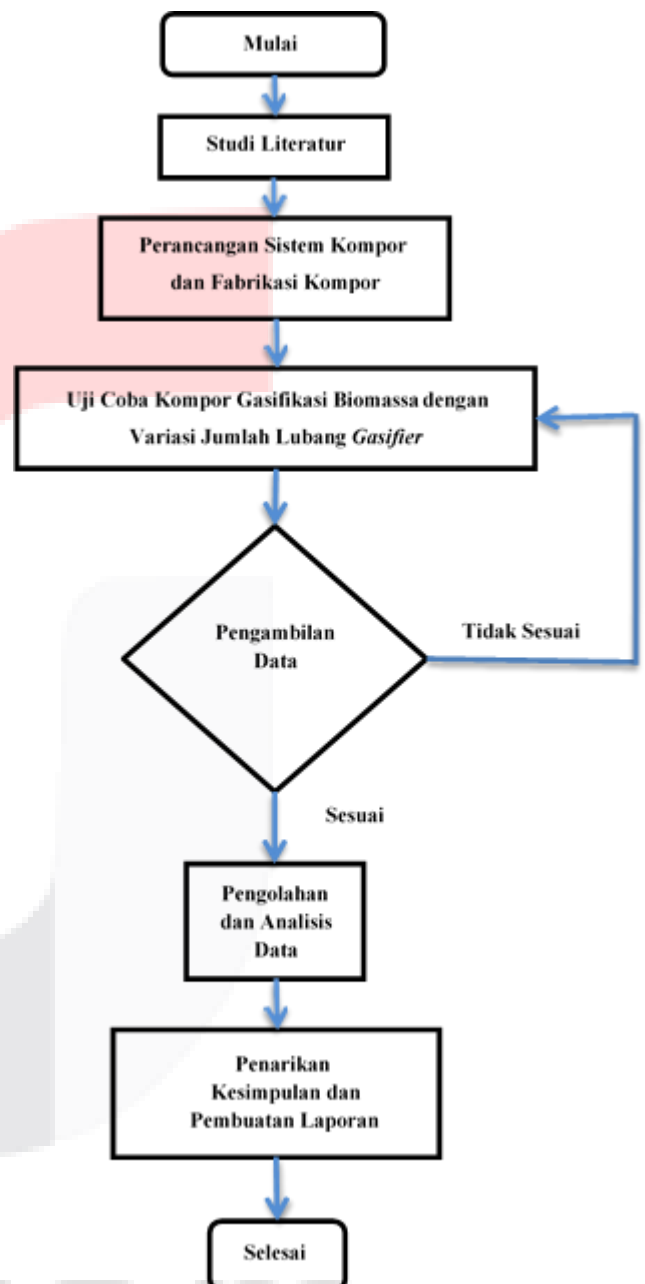 Mulai
Studi Literatur
Perancangan Sistem Kompor
dan Fabrikasi Kompor
Uji Coba Kompor Gasifikasi Biomassa dengan
Variasi Jumlah Lubang Gasifier
Pengambilan
Data
Tidak Sesuai
Sesuai
Pengolahan
dan Analisis
Data
Penarikan
Kesimpulan dan
Pembuatan Laporan
Selesai